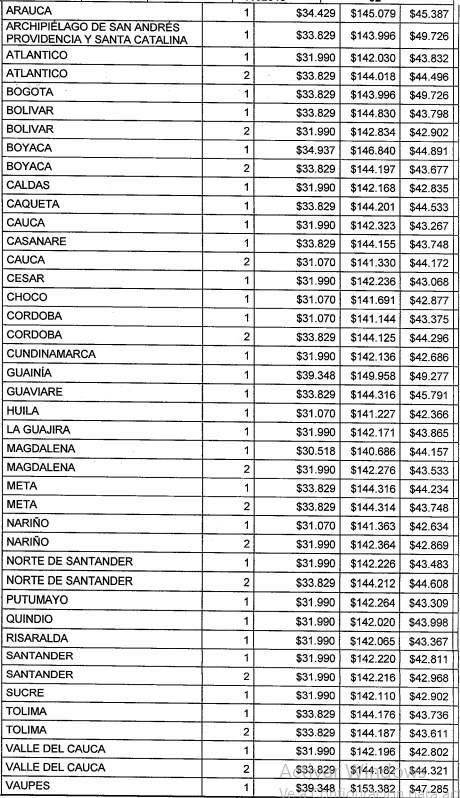 ARAUCA 1 $34.429 $145.079 $45.387
ARCHIPIÉLAGO DE SAN ANDRÉS
PROVIDENCIA Y SANTA CATALINA 1 $33.829 $143.996 $49.726
ATLANTICO 1 $31.990 $142.030 $43.832
ATLANTICO 2 $33.829 $144.018 $44.496
BOGOTA 1 $33.829 $143.996 $49.726
BOLIVAR 1 $33.829 $144.830 $43.798
BOLIVAR 2 $31.990 $142.834 $42.902
BOYACA 1 $34.937 $146.840 $44.891
BOYACA 2 $33.829 $144.197 $43.677
CALDAS 1 $31.990 $142.168 $42.835
CAQUETA 1 $33.829 $144.201 $44.533
CAUCA 1 $31.990 $142.323 $43.267
CASANARE 1 $33.829 $144.155 $43.748
CAUCA 2 $31.070 $141.330 $44.172
CESAR 1 $31.990 $142.236 $43.068
CHOCO 1 $31.070 $141.691 $42.877
CORDOBA 1 $31.070 $141.144 $43.375
CORDOBA 2 $33.829 $144.125 $44.296
CUNDINAMARCA 1 $31.990 $142.136 $42.686
GUAINÍA 1 $39.348 $149.958 $49.277
GUAVIARE 1 $33.829 $144.316 $45.791
HUILA 1 $31.070 $141.227 $42.366
LA GUAJIRA 1 $31.990 $142.171 $43.865
MAGDALENA 1 $30.518 $140.686 $44.157
MAGDALENA 2 $31.990 $142.276 $43.533
META 1 $33.829 $144.316 $44.234
META 2 $33.829 $144.314 $43.748
NARIÑO 1 $31.070 $141.363 $42.634
NARIÑO 2 $31.990 $142.364 $42.869
NORTE DE SANTANDER 1 $31.990 $142.226 $43.483
NORTE DE SANTANDER 2 $33.829 $144.212 $44.608
PUTUMAYO 1 $31.990 $142.264 $43.309
QUINDIO 1 $31.990 $142.020 $43.998
RISARALDA 1 $31.990 $142.065 $43.367
SANTANDER 1 $31.990 $142.220 $42.811
SANTANDER 2 $31.990 $142.216 $42.968
SUCRE 1 $31.990 $142.110 $42.902
TOLIMA 1 $33.829 $144.176 $43.736
TOLIMA 2 $33.829 $144.187 $43.611
VALLE DEL CAUCA 1 $31.990 $142.196 $42.802
VALLE DEL CAUCA 2 $33.829 $144.182 $44.321
Activar Windows
VAUPES 1 $39.348 $153.382 $47.285